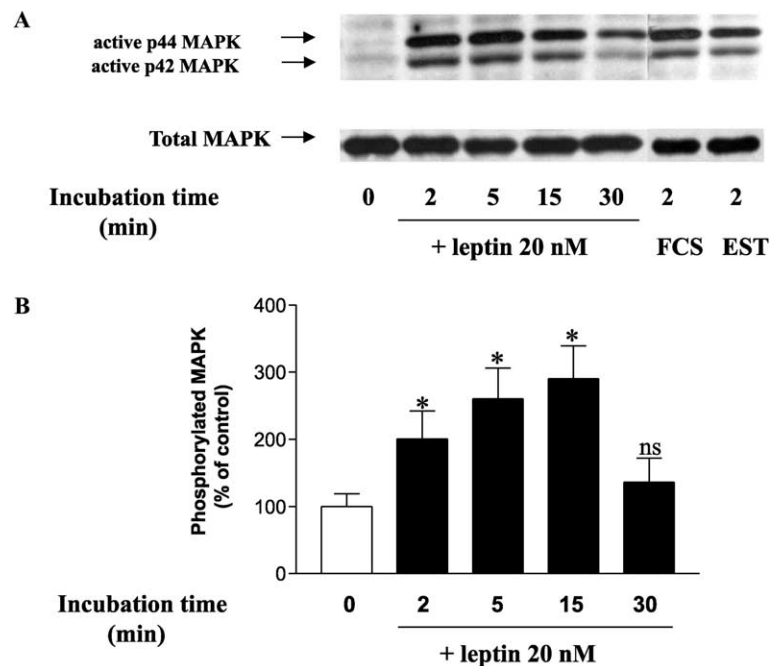 A
active p44 MAPK
active p42 MAPK
Total MAPK
Incubation time 0 2 5 15 30 2 2
(min)
+ leptin 20 nM FCS EST
B
Phosphorylated MAPK
(% of control)
400
300
200
100
0
* * * ns
Incubation time 0 2 5 15 30
(min)
+ leptin 20 nM